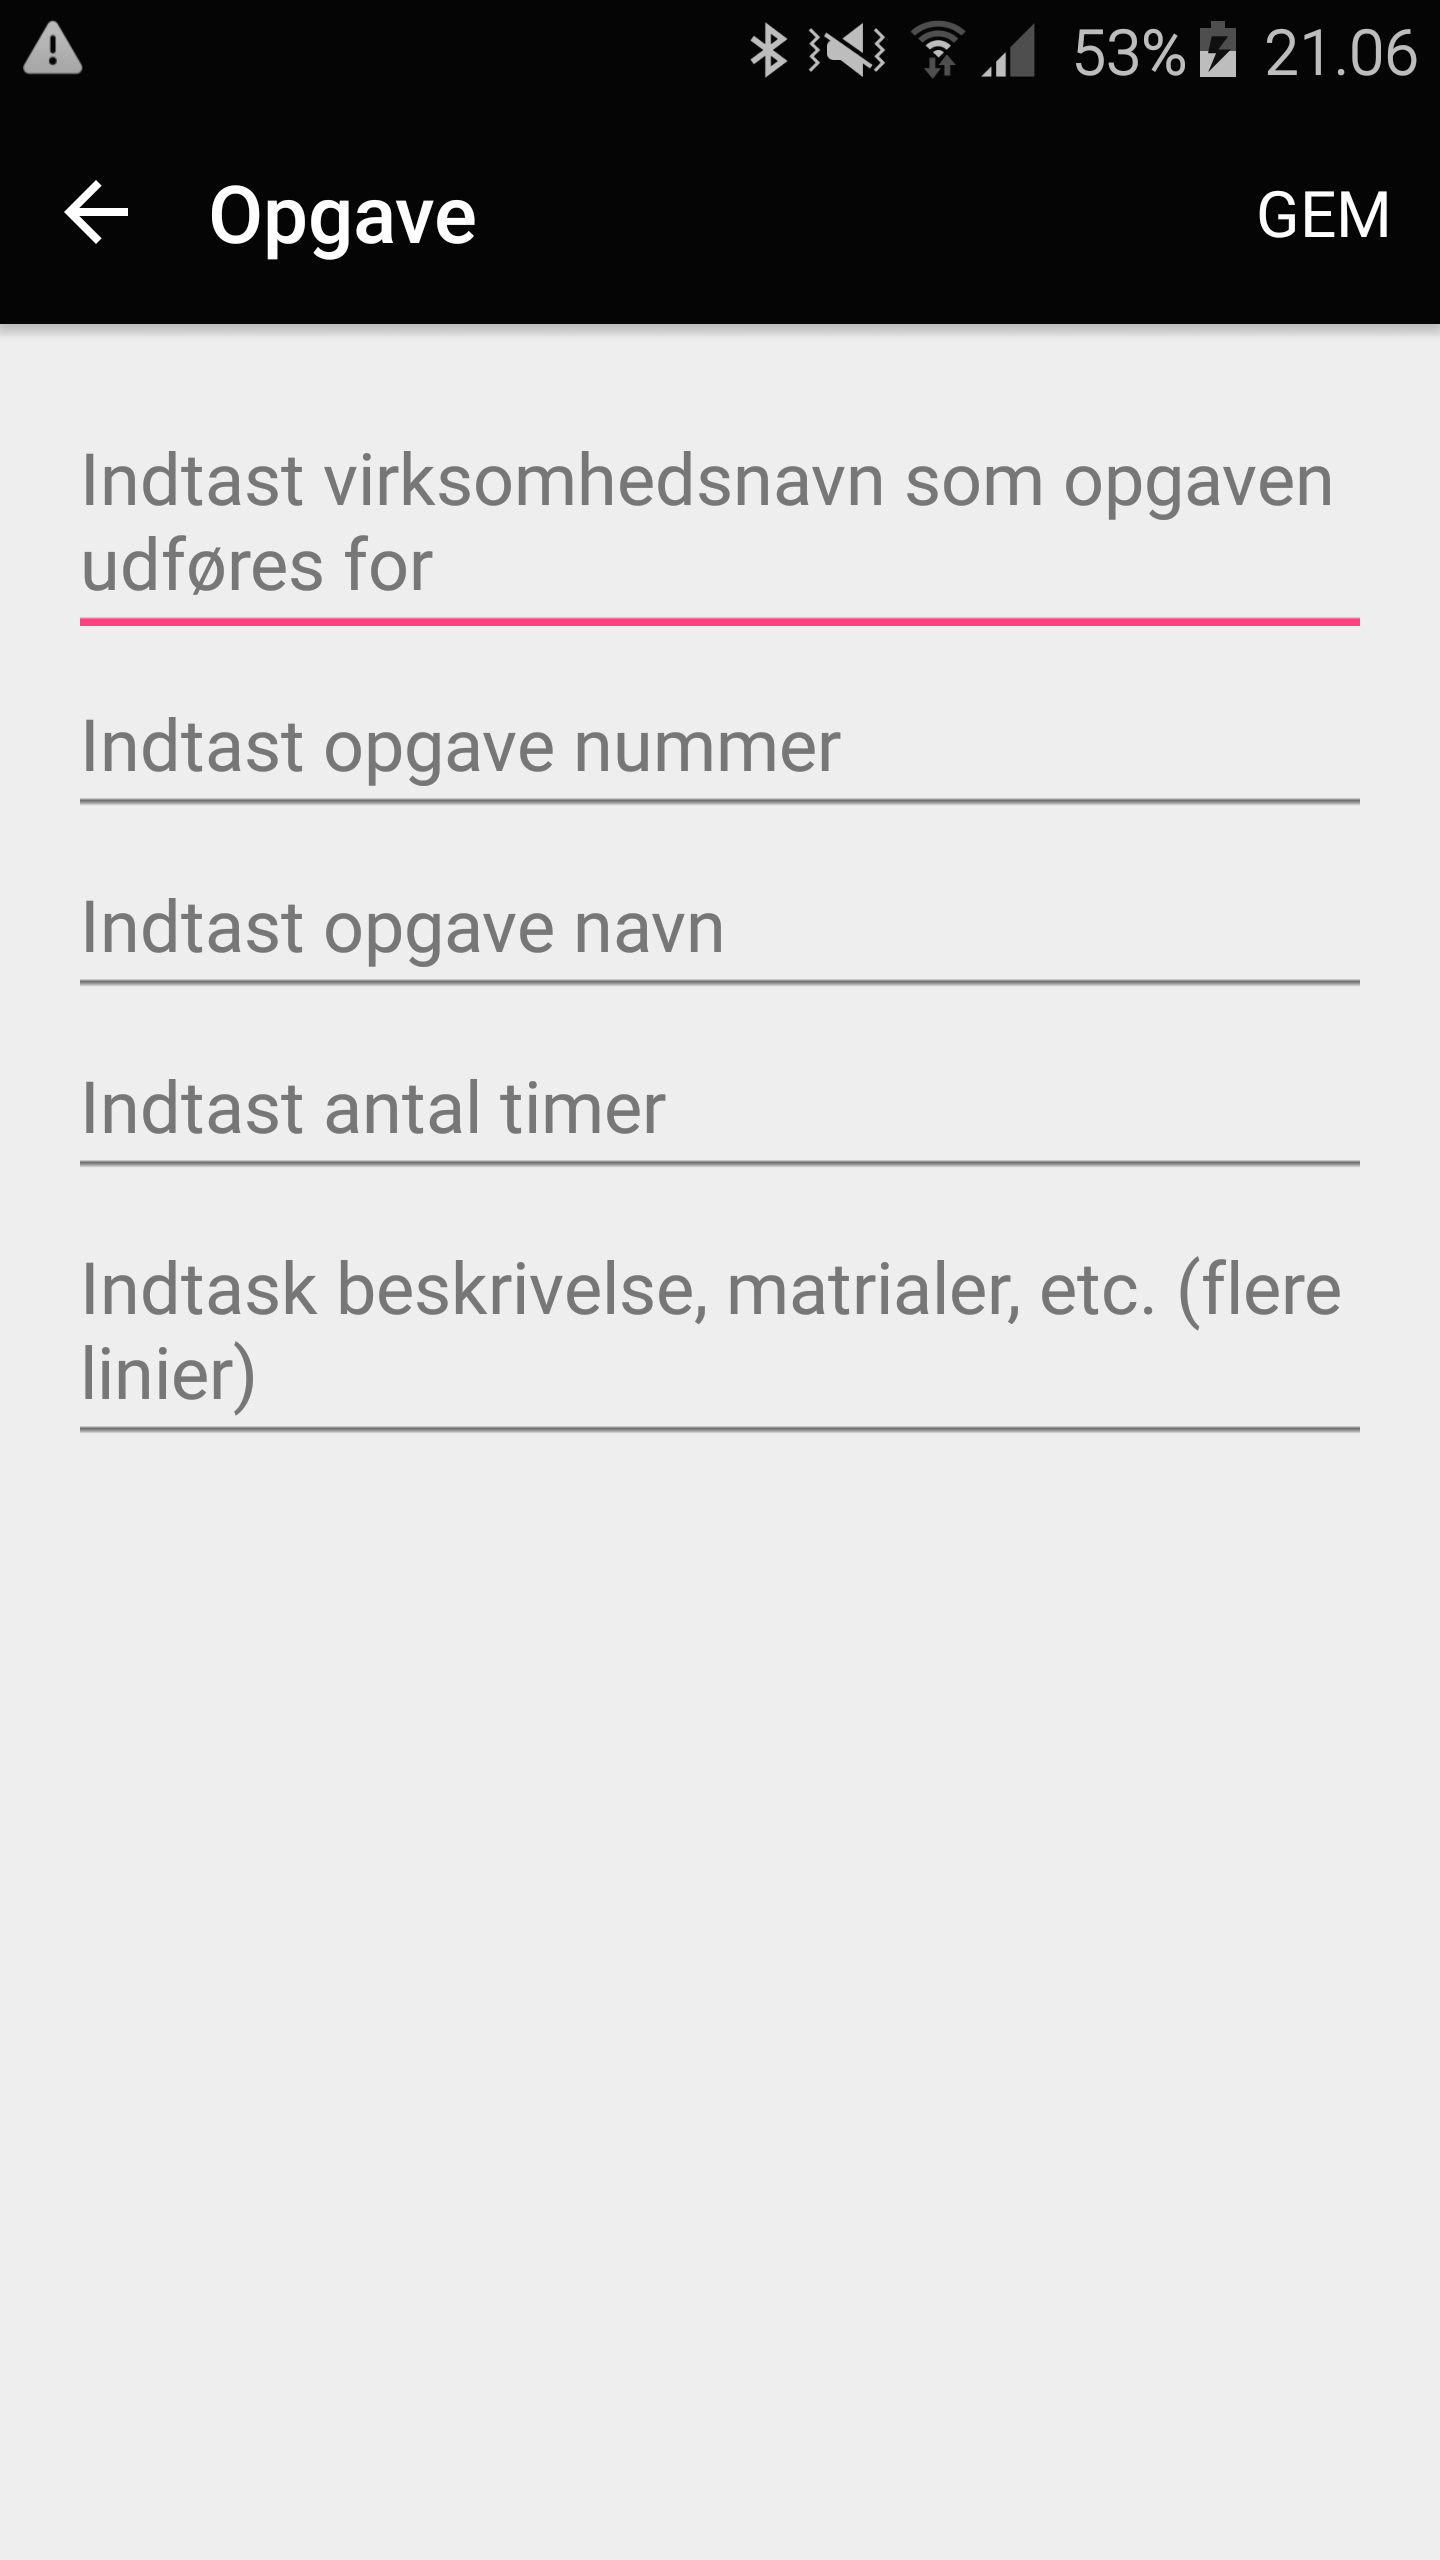 53% 21.06
Opgave GEM
Indtast virksomhedsnavn som opgaven
udføres for
Indtast opgave nummer
Indtast opgave navn
Indtast antal timer
Indtask beskrivelse, matrialer, etc. (flere
linier)